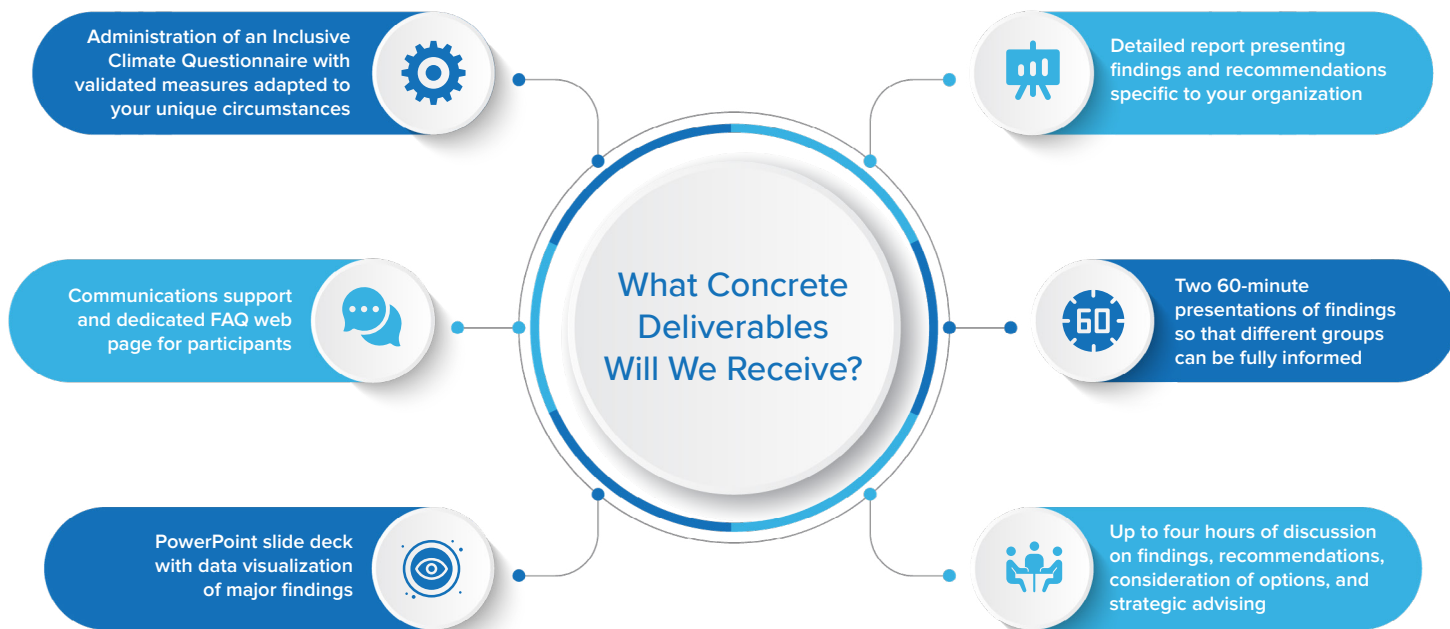 Administration of an Inclusive
Climate Questionnaire with
validated measures adapted to
your unique circumstances
Communications support
and dedicated FAQ web
page for participants
PowerPoint slide deck
with data visualization
of major findings
What Concrete
Deliverables
Will We Receive?
Detailed report presenting
findings and recommendations
specific to your organization
60
Two 60-minute
presentations of findings
so that different groups
can be fully informed
Up to four hours of discussion
on findings, recommendations,
consideration of options, and
strategic advising